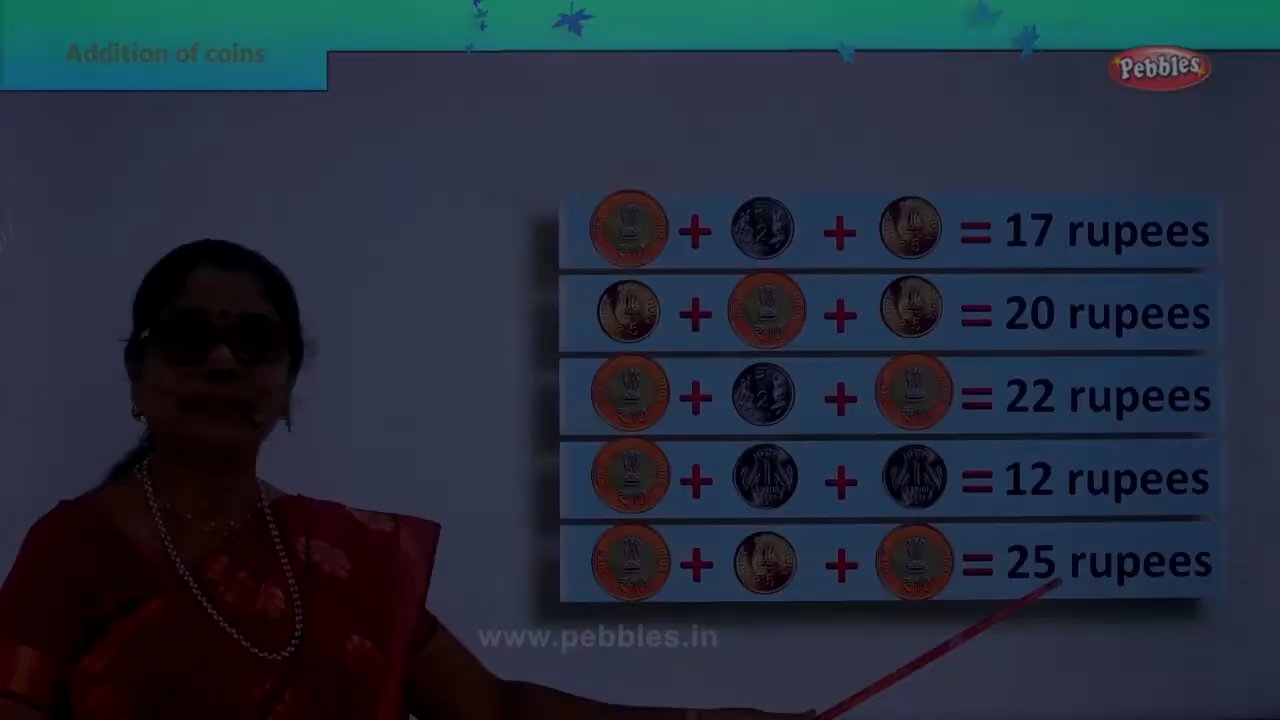 Addition of coins
Pebbles
+ + = 17 rupees
+ + = 20 rupees
+ + = 22 rupees
+ + = 12 rupees
+ + = 25 rupees
www.pebbles.in